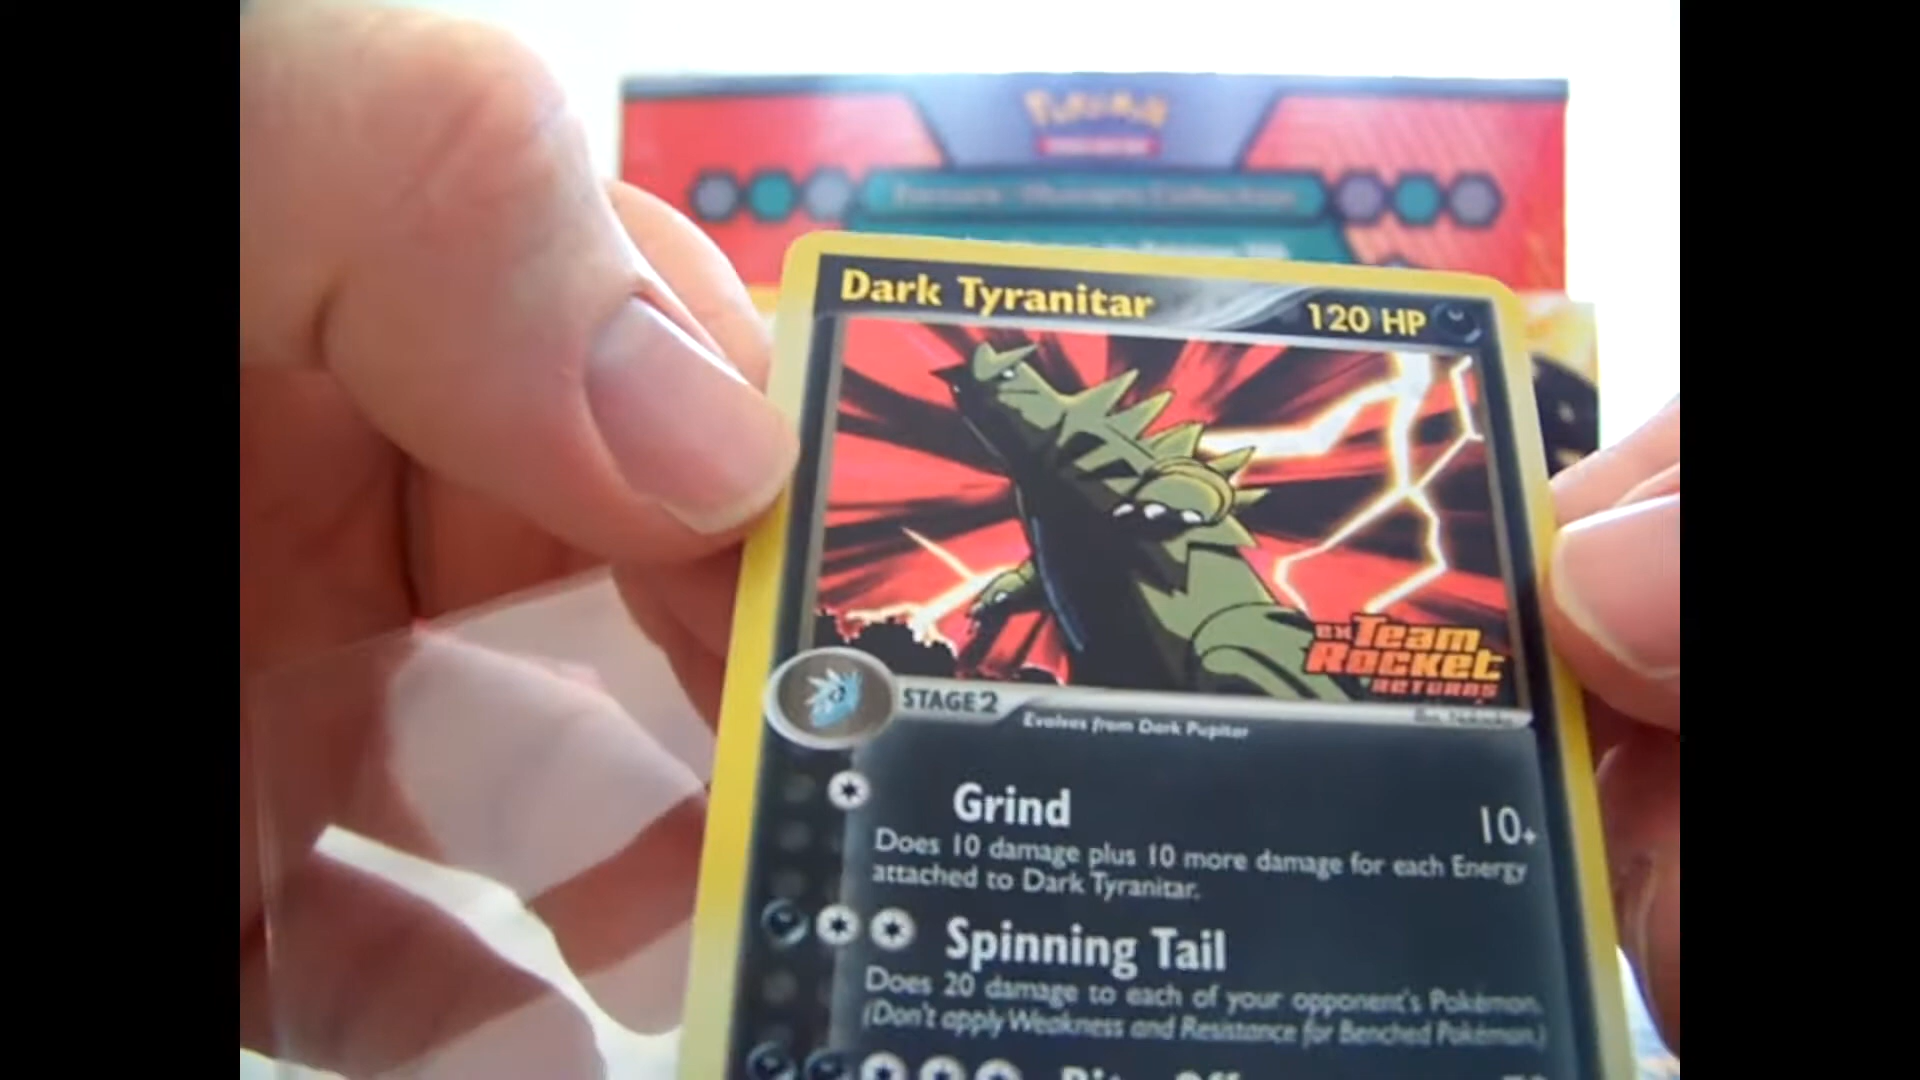 Pokémon
Dark Tyranitar
120 HP
ex Team
Rocket
Returns
STAGE 2
Evolves from Dark Pupitar
Grind
10+
Does 10 damage plus 10 more damage for each Energy
attached to Dark Tyranitar.
Spinning Tail
Does 20 damage to each of your opponent's Pokémon.
(Don't apply Weakness and Resistance for Benched Pokémon.)